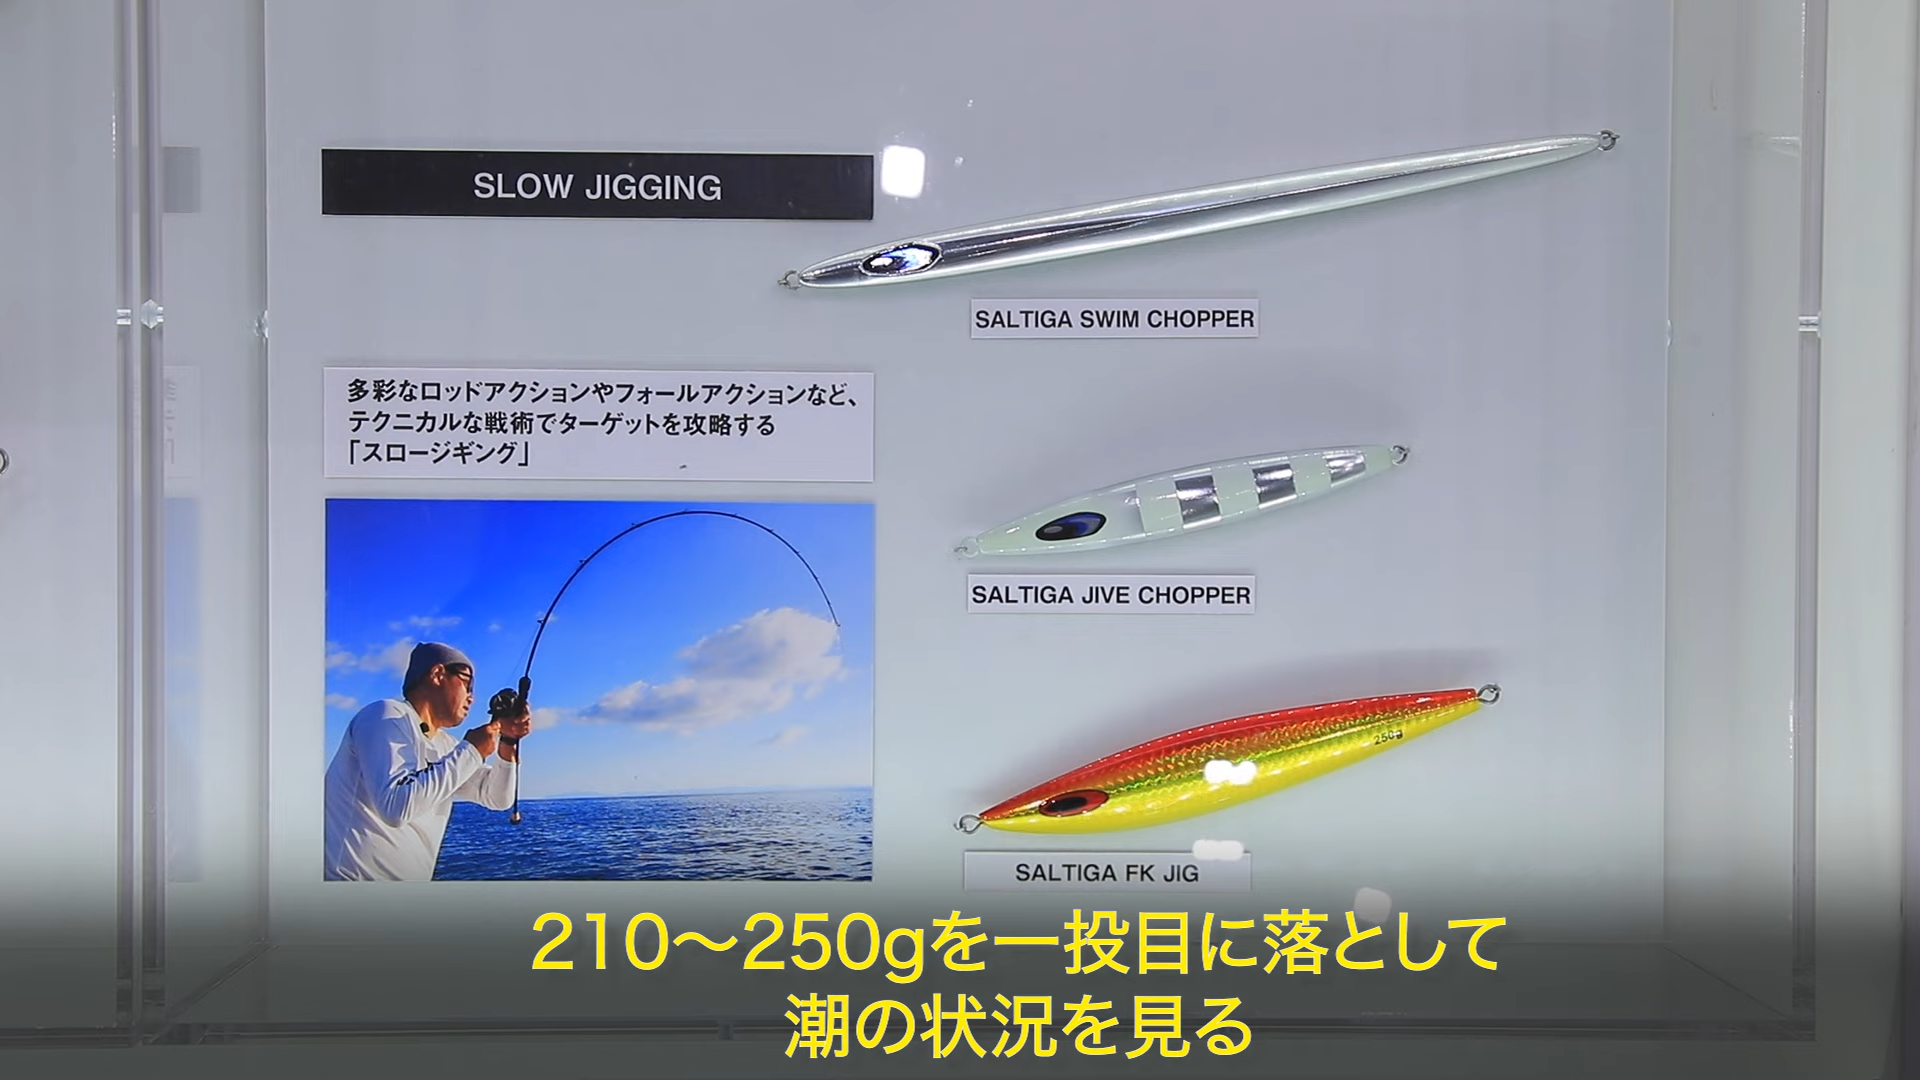 SLOW JIGGING
SALTIGA SWIM CHOPPER
多彩なロッドアクションやフォールアクションなど、
テクニカルな戦術でターゲットを攻略する
「スロージギング」
SALTIGA JIVE CHOPPER
250g
SALTIGA FK JIG
210〜250gを一投目に落として
潮の状況を見る